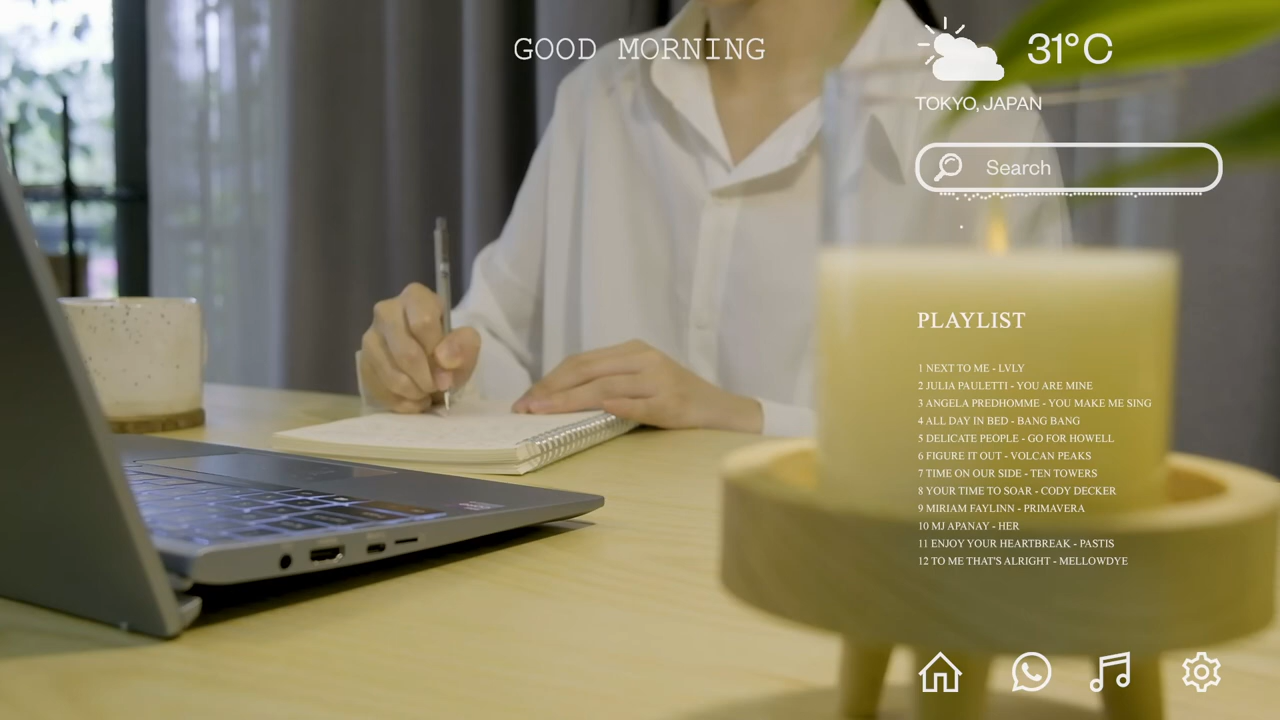 GOOD MORNING
31°C
TOKYO, JAPAN
Search
PLAYLIST
1 NEXT TO ME - LVLY
2 JULIA PAULETTI - YOU ARE MINE
3 ANGELA PREDHOMME - YOU MAKE ME SING
4 ALL DAY IN BED - BANG BANG
5 DELICATE PEOPLE - GO FOR HOWELL
6 FIGURE IT OUT - VOLCAN PEAKS
7 TIME ON OUR SIDE - TEN TOWERS
8 YOUR TIME TO SOAR - CODY DECKER
9 MIRIAM FAYLINN - PRIMAVERA
10 MJ APANAY - HER
11 ENJOY YOUR HEARTBREAK - PASTIS
12 TO ME THAT'S ALRIGHT - MELLOWDYE